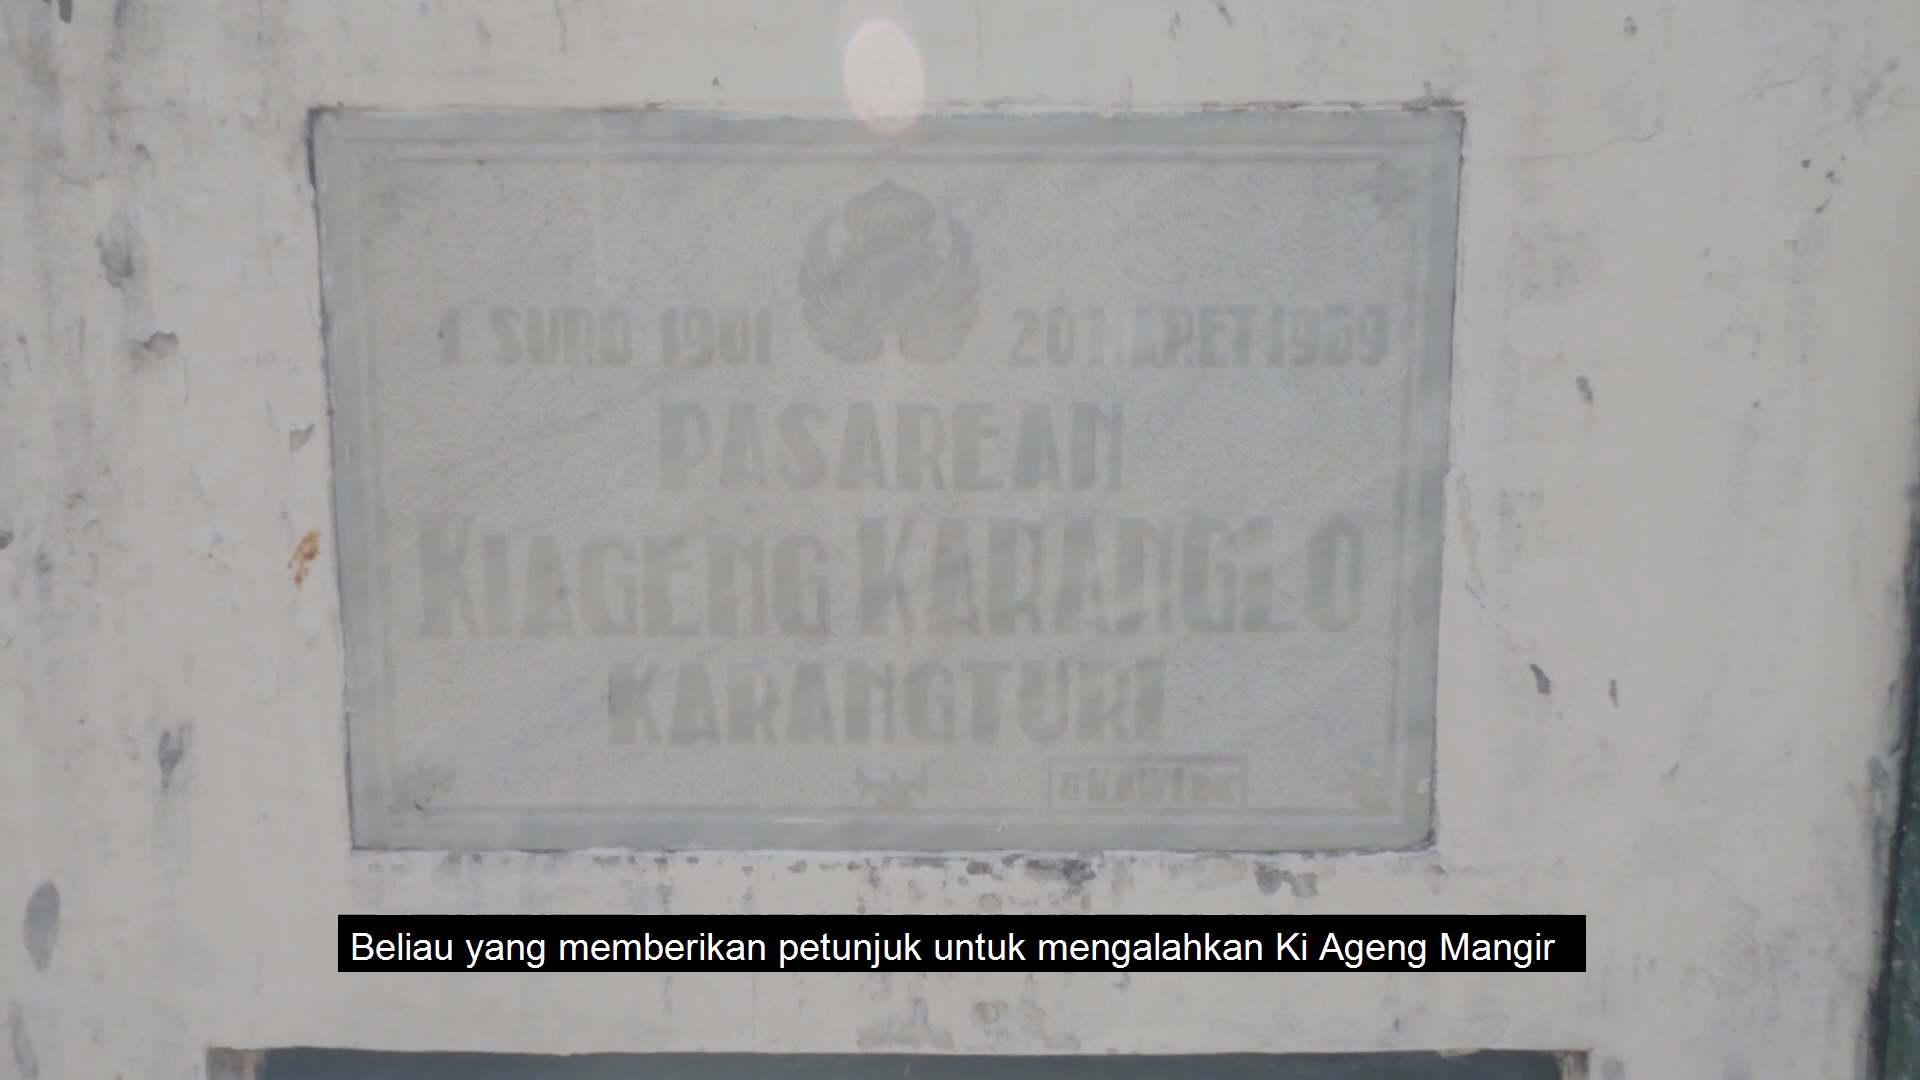 1 SURO 1901 20 MARET 1969
PASAREAN
KIAGENG KARANGLO
KARANGTURI
Beliau yang memberikan petunjuk untuk mengalahkan Ki Ageng Mangir